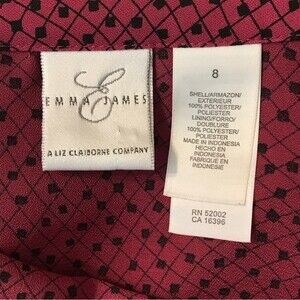 EMMA JAMES
A LIZ CLAIBORNE COMPANY
8
SHELL/ARMAZON/
EXTERIEUR
100% POLYESTER/
POLIESTER
LINING/FORRO/
DOUBLURE
100% POLYESTER/
POLIESTER
MADE IN INDONESIA
HECHO EN
INDONESIA
FABRIQUE EN
INDONESIE
RN 52002
CA 16396